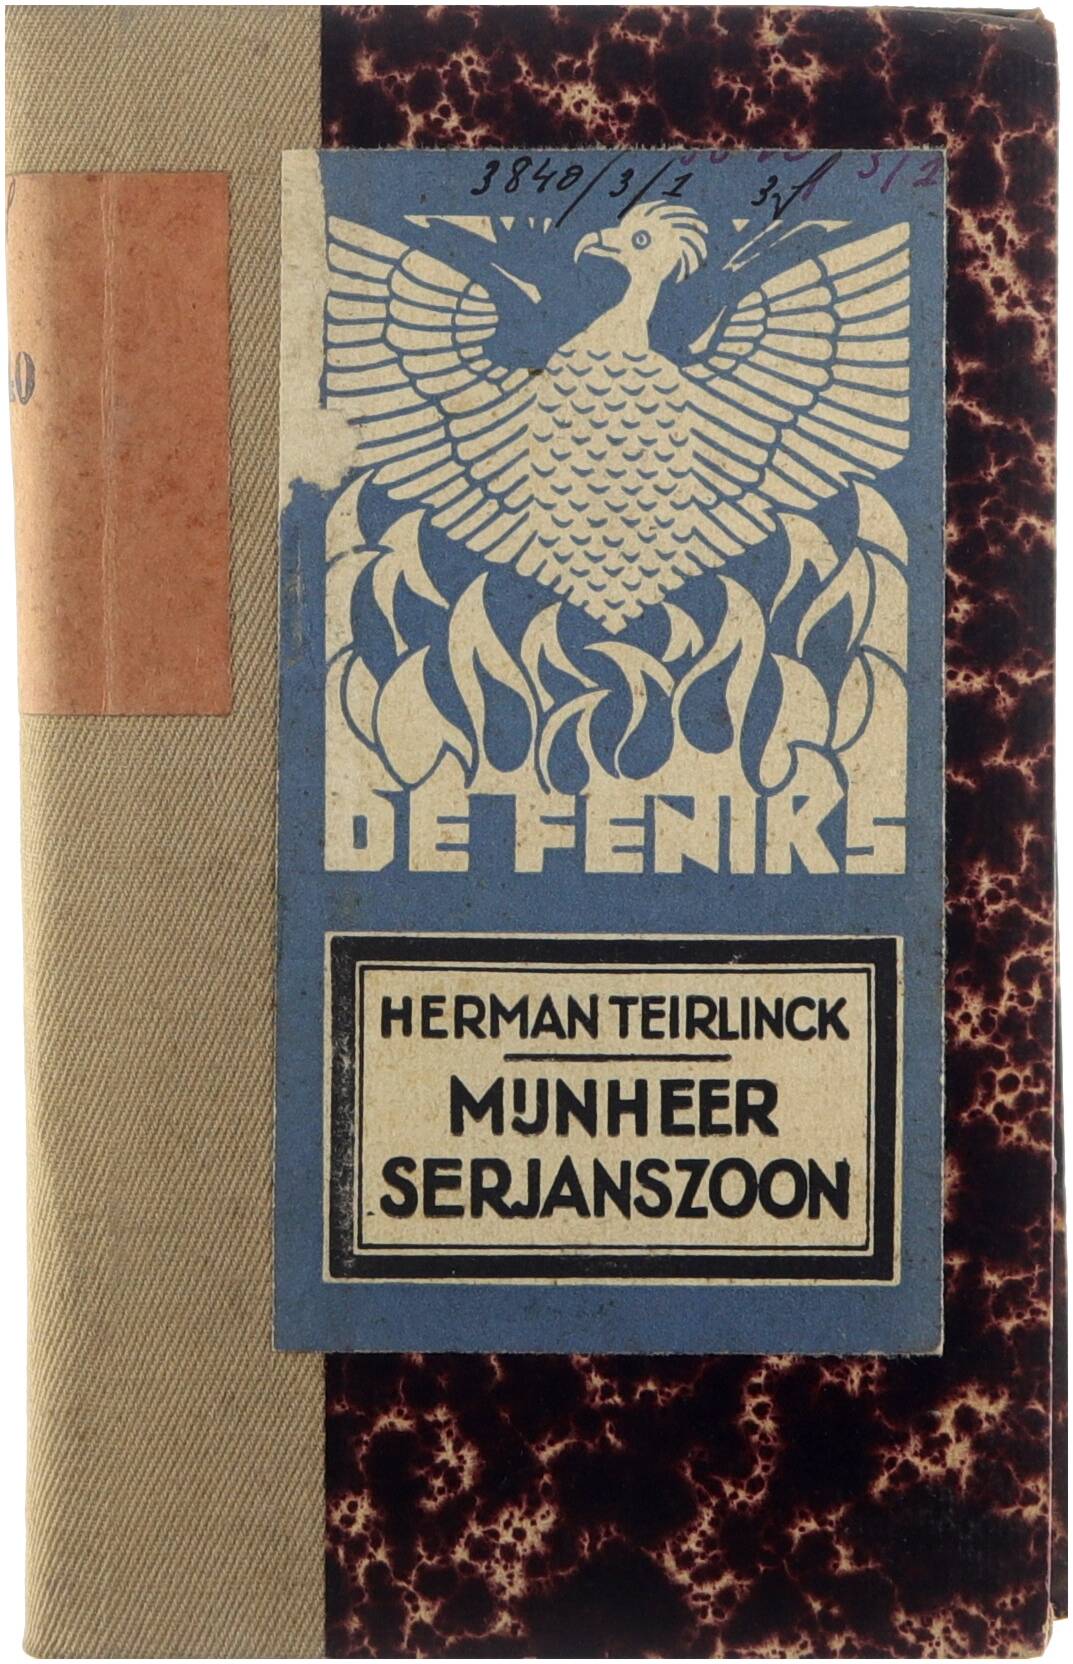 3840/3/1
DE FENIKS
HERMAN TEIRLINCK
MIJNHEER
SERJANSZOON